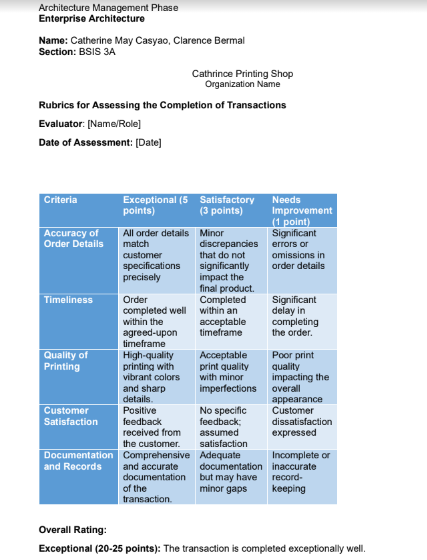 Architecture Management Phase
Enterprise Architecture
Name: Catherine May Casyao, Clarence Bermal
Section: BSIS 3A
Cathrince Printing Shop
Organization Name
Rubrics for Assessing the Completion of Transactions
Evaluator: [Name/Role]
Date of Assessment: [Date]
Criteria
Exceptional (5
points)
Satisfactory
(3 points)
Needs
Improvement
(1 point)
Accuracy of
Order Details
All order details
match
customer
specifications
precisely
Minor
discrepancies
that do not
significantly
impact the
final product.
Significant
errors or
omissions in
order details
Timeliness
Order
completed well
within the
agreed-upon
timeframe
Completed
within an
acceptable
timeframe
Significant
delay in
completing
the order.
Quality of
Printing
High-quality
printing with
vibrant colors
and sharp
details.
Acceptable
print quality
with minor
imperfections
Poor print
quality
impacting the
overall
appearance
Customer
Satisfaction
Positive
feedback
received from
the customer.
No specific
feedback;
assumed
satisfaction
Customer
dissatisfaction
expressed
Documentation
and Records
Comprehensive
and accurate
documentation
of the
transaction.
Adequate
documentation
but may have
minor gaps
Incomplete or
inaccurate
record-
keeping
Overall Rating:
Exceptional (20-25 points): The transaction is completed exceptionally well.